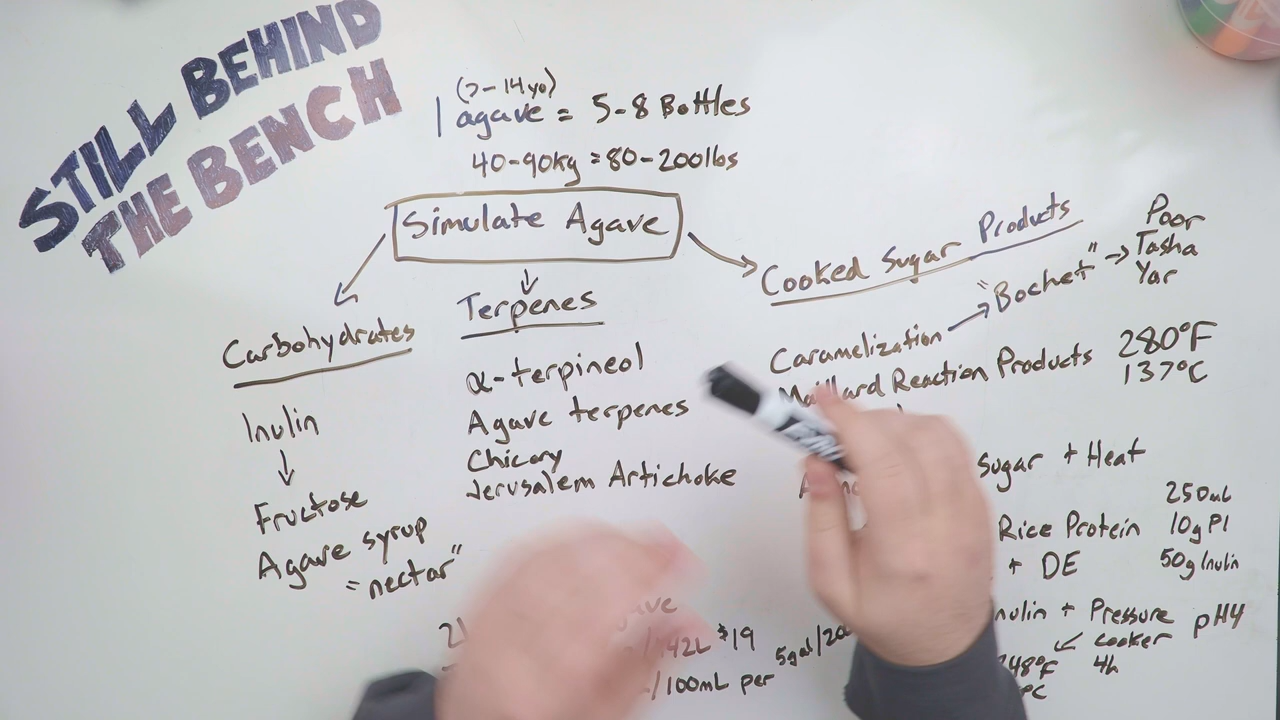 STILL BEHIND
THE BENCH
(7-14yo)
1 agave = 5-8 Bottles
40-90kg = 80-200lbs
Simulate Agave
Carbohydrates
Inulin
↓
Fructose
Agave syrup
"nectar"
Terpenes
α-terpineol
Agave terpenes
Chicory
Jerusalem Artichoke
Cooked Sugar Products
"Bochet" → Poor
Tasha
Yar
Caramelization
Maillard Reaction Products
280°F
137°C
Sugar + Heat
Rice Protein
+ DE
250mL
10g PI
50g Inulin
+ Pressure
cooker
4h
pH4
/442L $19
/100mL per
5gal/20